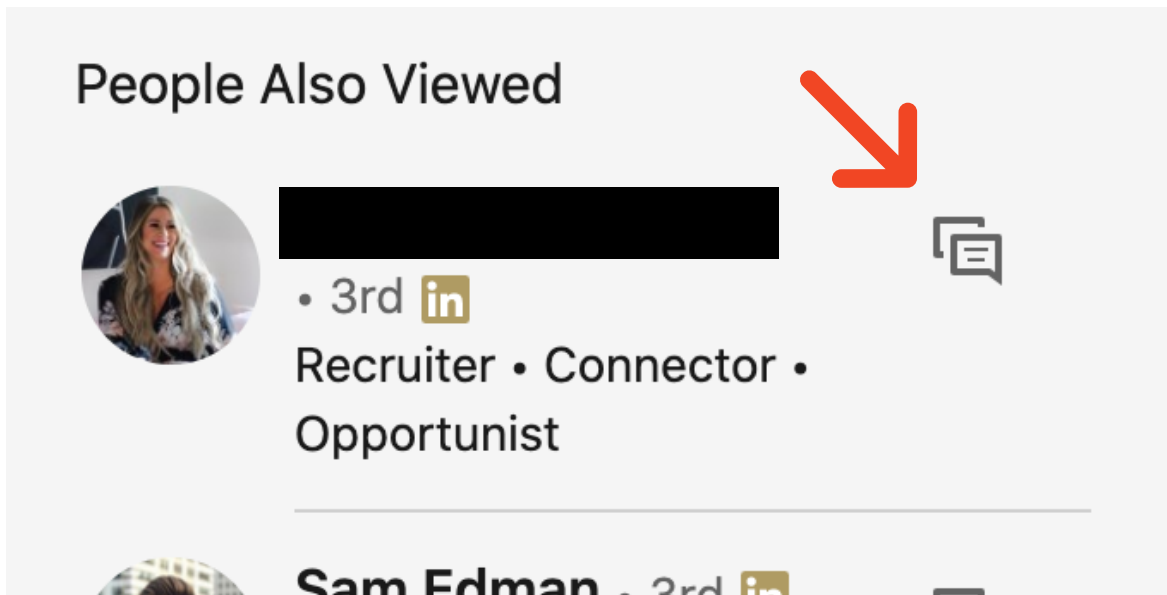 People Also Viewed
• 3rd in
Recruiter • Connector •
Opportunist
Sam Edman • 3rd in